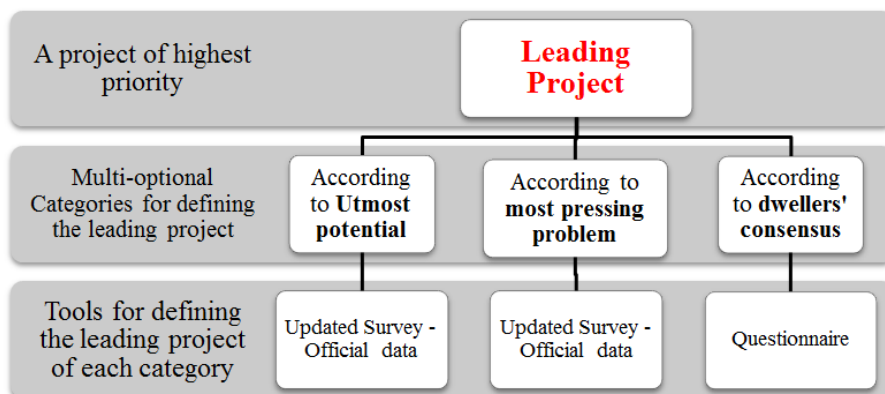 A project of highest
priority
Leading
Project
Multi-optional
Categories for defining
the leading project
According
to Utmost
potential
According to
most pressing
problem
According
to dwellers'
consensus
Tools for defining
the leading project
of each category
Updated Survey -
Official data
Updated Survey -
Official data
Questionnaire